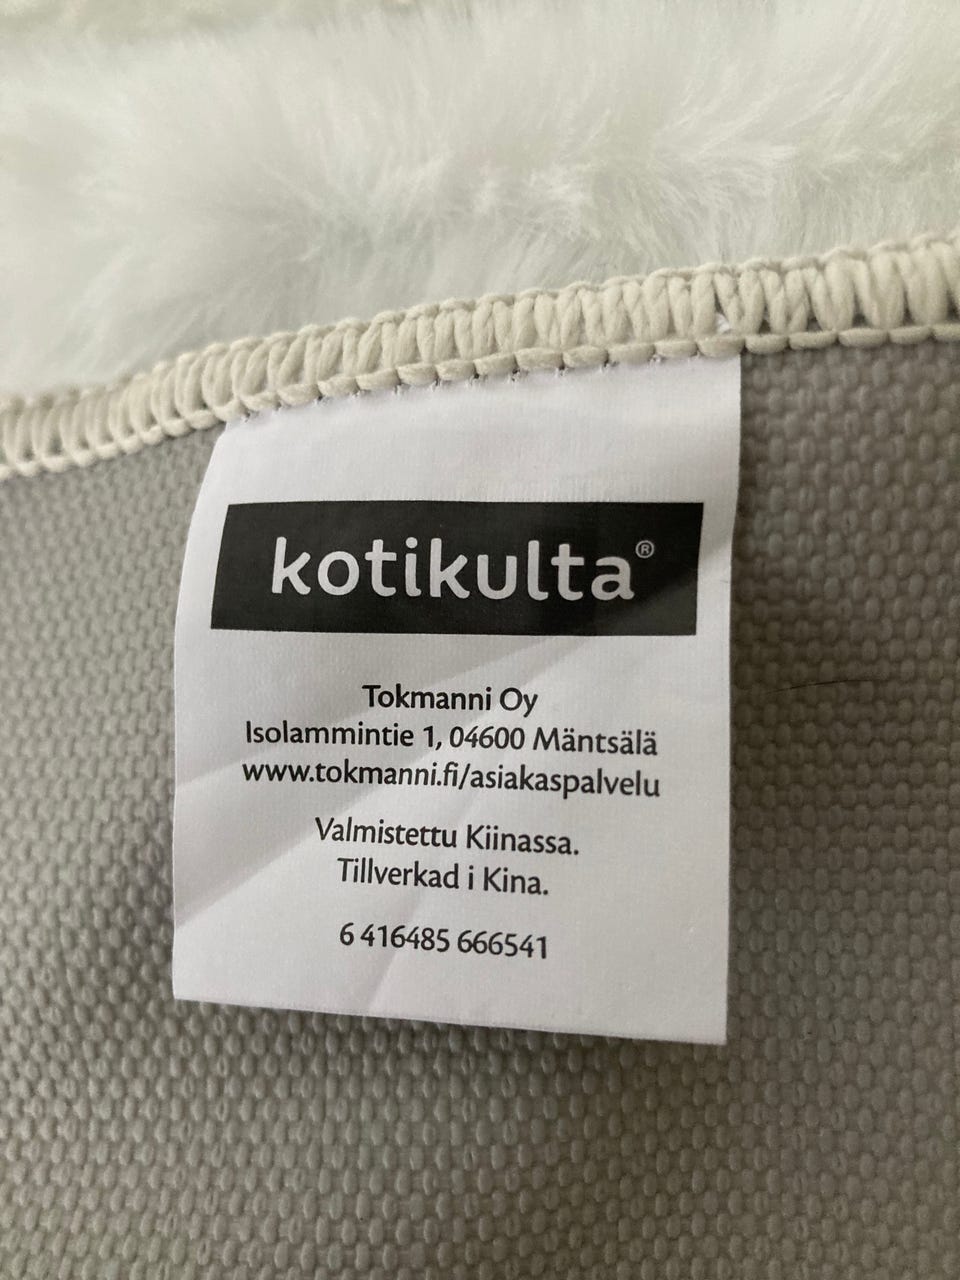 kotikulta®
Tokmanni Oy
Isolammintie 1, 04600 Mäntsälä
www.tokmanni.fi/asiakaspalvelu
Valmistettu Kiinassa.
Tillverkad i Kina.
6 416485 666541